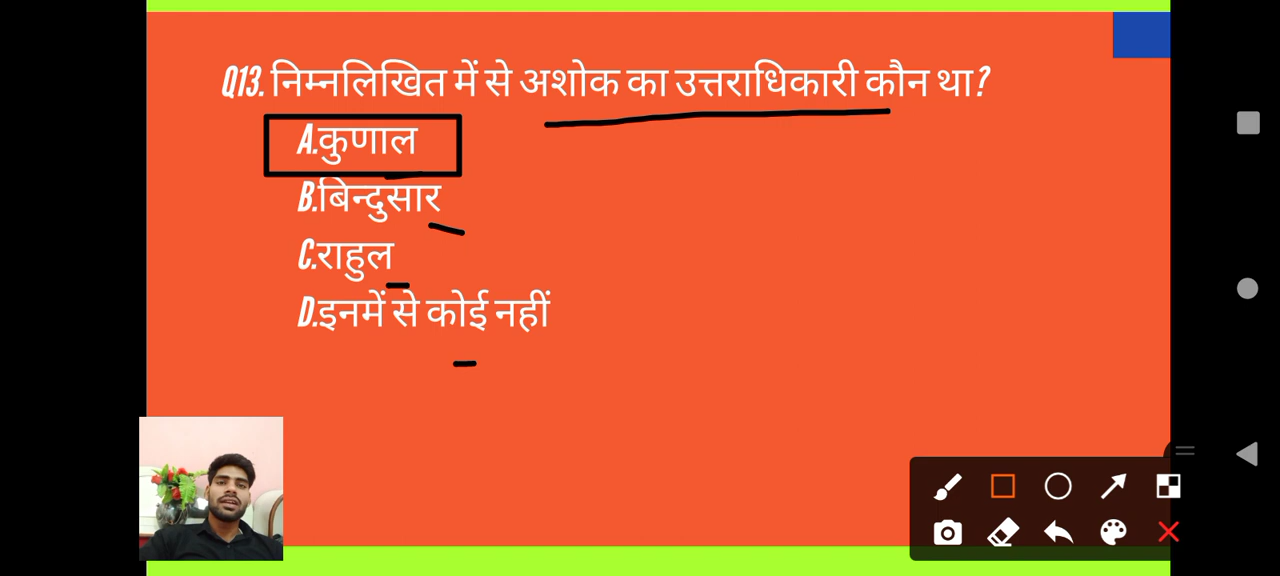 Q13. निम्नलिखित में से अशोक का उत्तराधिकारी कौन था?
A.कुणाल
B.बिन्दुसार
C.राहुल
D.इनमें से कोई नहीं